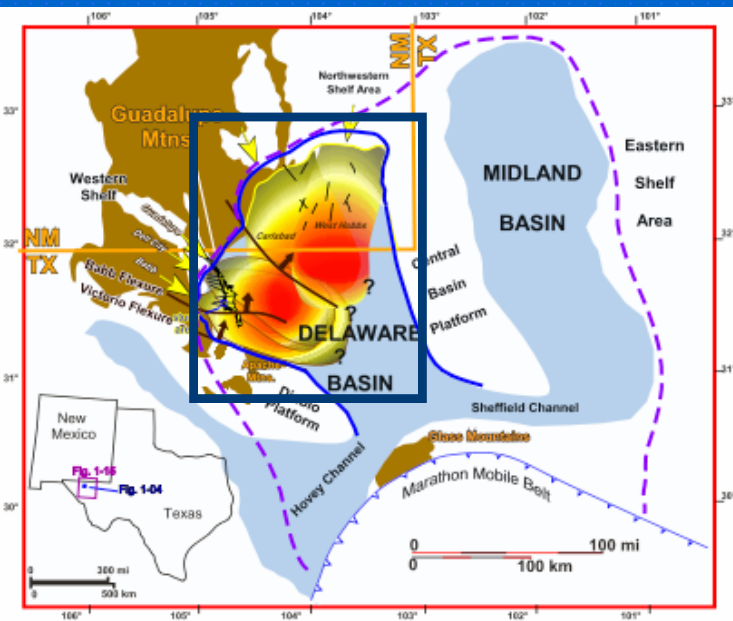 106°
105°
104°
103°
102°
101°
NM
TX
Northwestern
Shelf Area
33°
Guadalupe
Mtns.
Eastern
Shelf
Area
MIDLAND
BASIN
Western
Shelf
Guadalupe
Carlsbad
West Hobbs
32°
NM
TX
Central
Basin
Platform
Babb Flexure
Victorio Flexure
?
?
?
DELAWARE
BASIN
Apache
Mtns.
Diablo
Platform
31°
31°
Sheffield Channel
Glass Mountains
Hovey Channel
Marathon Mobile Belt
New
Mexico
Fig. 1-15
Fig. 1-04
Texas
30°
0
300 mi
0
500 km
0
100 mi
0
100 km
106°
105°
104°
103°
102°
101°